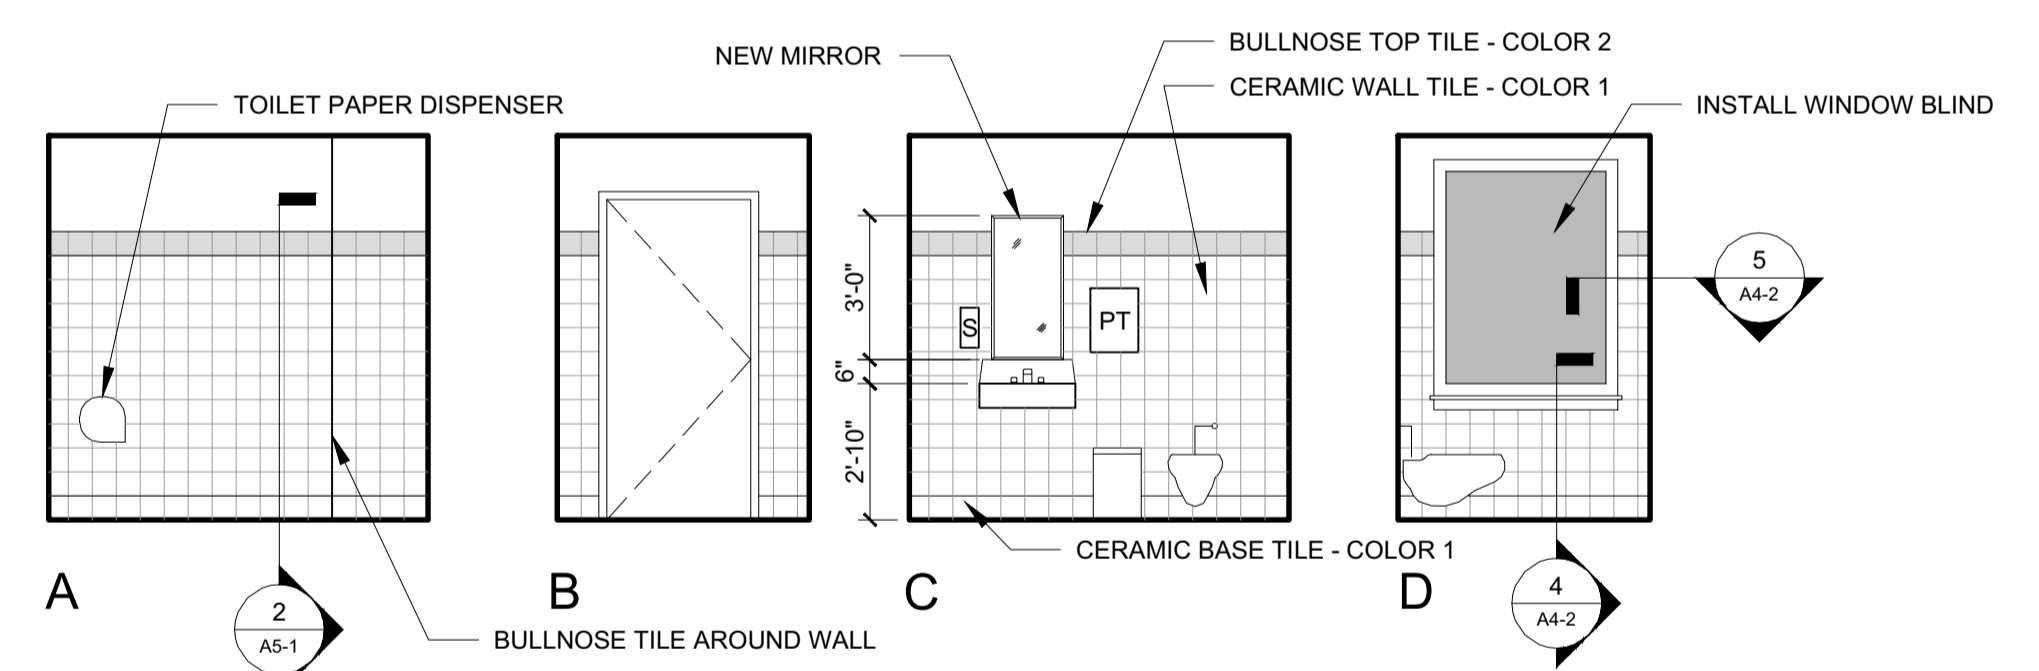 NEW MIRROR
BULLNOSE TOP TILE - COLOR 2
CERAMIC WALL TILE - COLOR 1
TOILET PAPER DISPENSER
INSTALL WINDOW BLIND
3'-0"
6"
2'-10"
S
PT
5
A4-2
CERAMIC BASE TILE - COLOR 1
A
B
C
D
2
A5-1
4
A4-2
BULLNOSE TILE AROUND WALL